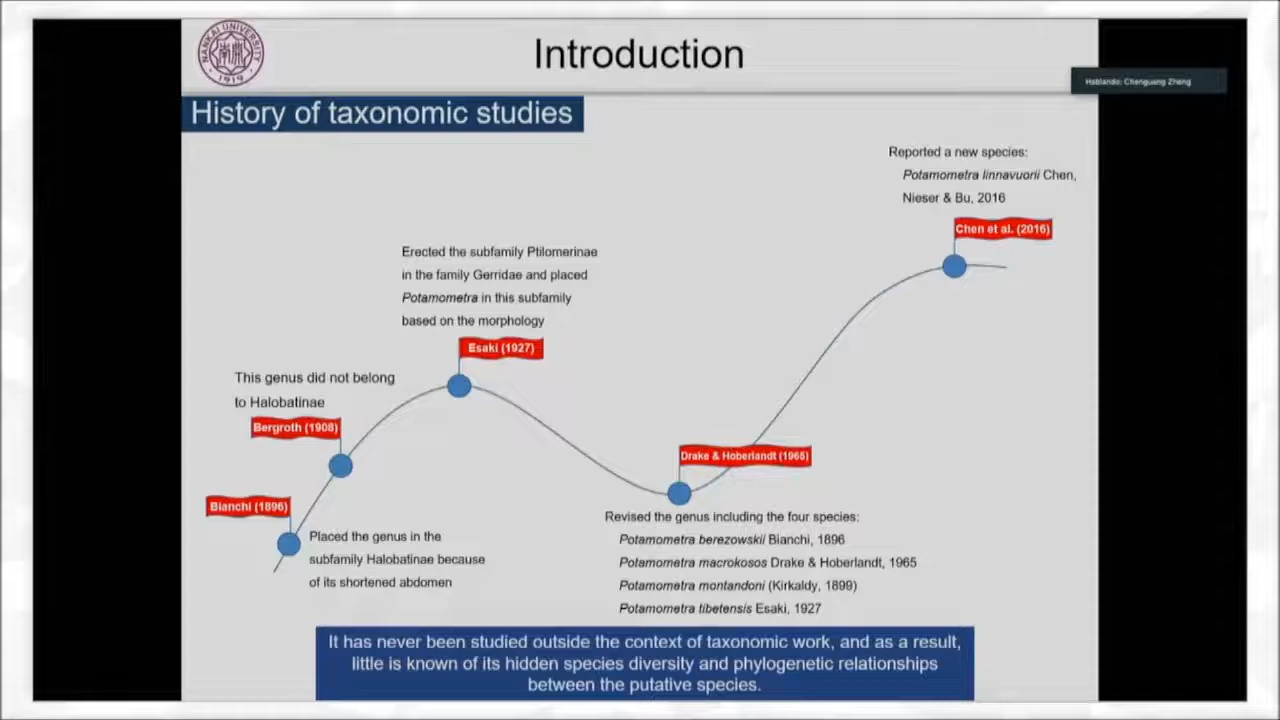 NANKAI UNIVERSITY
1919
Introduction
Hablando: Chenguang Zheng
History of taxonomic studies
Reported a new species:
Potamometra linnavuorii Chen,
Nieser & Bu, 2016
Chen et al. (2016)
Erected the subfamily Ptilomerinae
in the family Gerridae and placed
Potamometra in this subfamily
based on the morphology
Esaki (1927)
This genus did not belong
to Halobatinae
Bergroth (1908)
Bianchi (1896)
Placed the genus in the
subfamily Halobatinae because
of its shortened abdomen
Drake & Hoberlandt (1965)
Revised the genus including the four species:
Potamometra berezowskii Bianchi, 1896
Potamometra macrokosos Drake & Hoberlandt, 1965
Potamometra montandoni (Kirkaldy, 1899)
Potamometra tibetensis Esaki, 1927
It has never been studied outside the context of taxonomic work, and as a result,
little is known of its hidden species diversity and phylogenetic relationships
between the putative species.